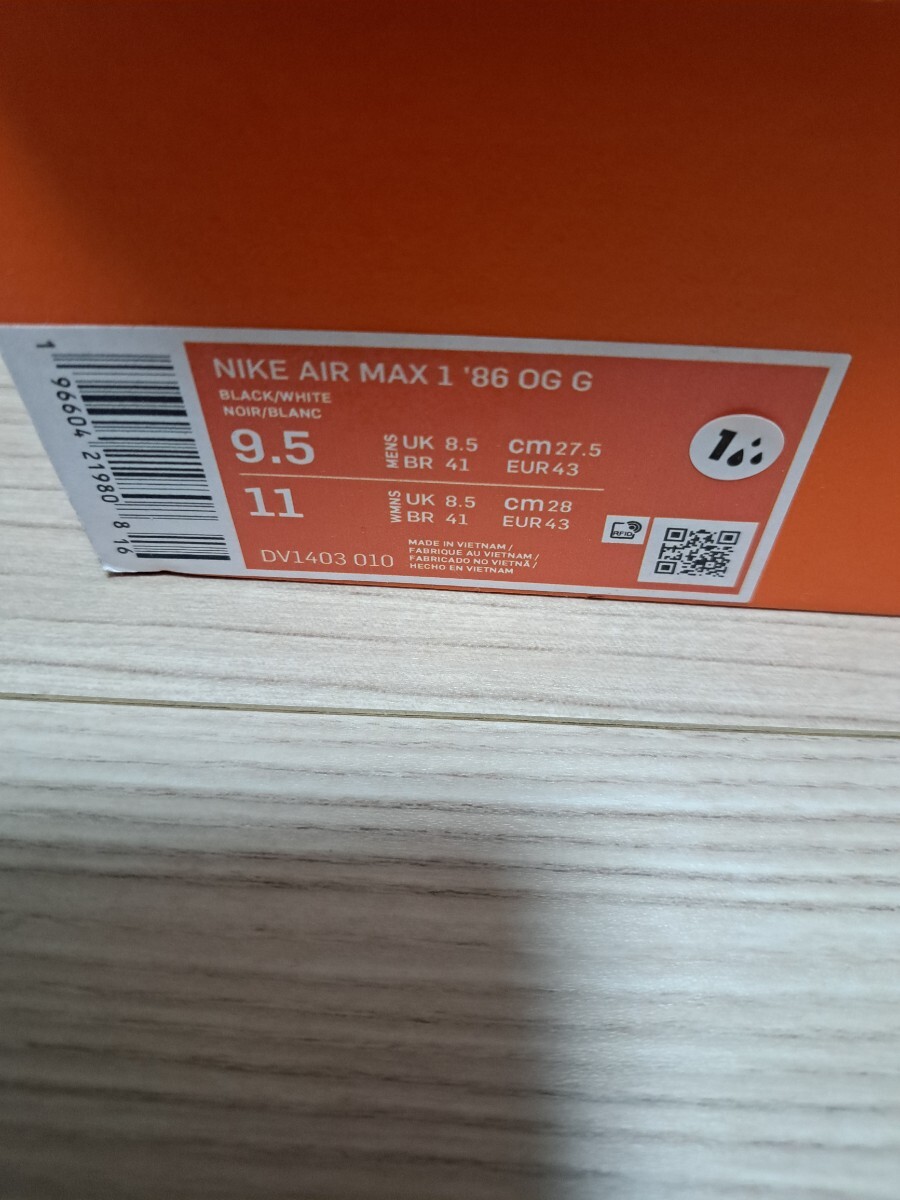 NIKE AIR MAX 1 '86 OG G
BLACK/WHITE
NOIR/BLANC
9.5
MENS
UK 8.5 cm 27.5
BR 41 EUR 43
11
WMNS
UK 8.5 cm 28
BR 41 EUR 43
DV1403 010
MADE IN VIETNAM /
FABRIQUE AU VIETNAM /
FABRICADO NO VIETNÃ /
HECHO EN VIETNAM
RFID
1
1 96604 21980 8 16